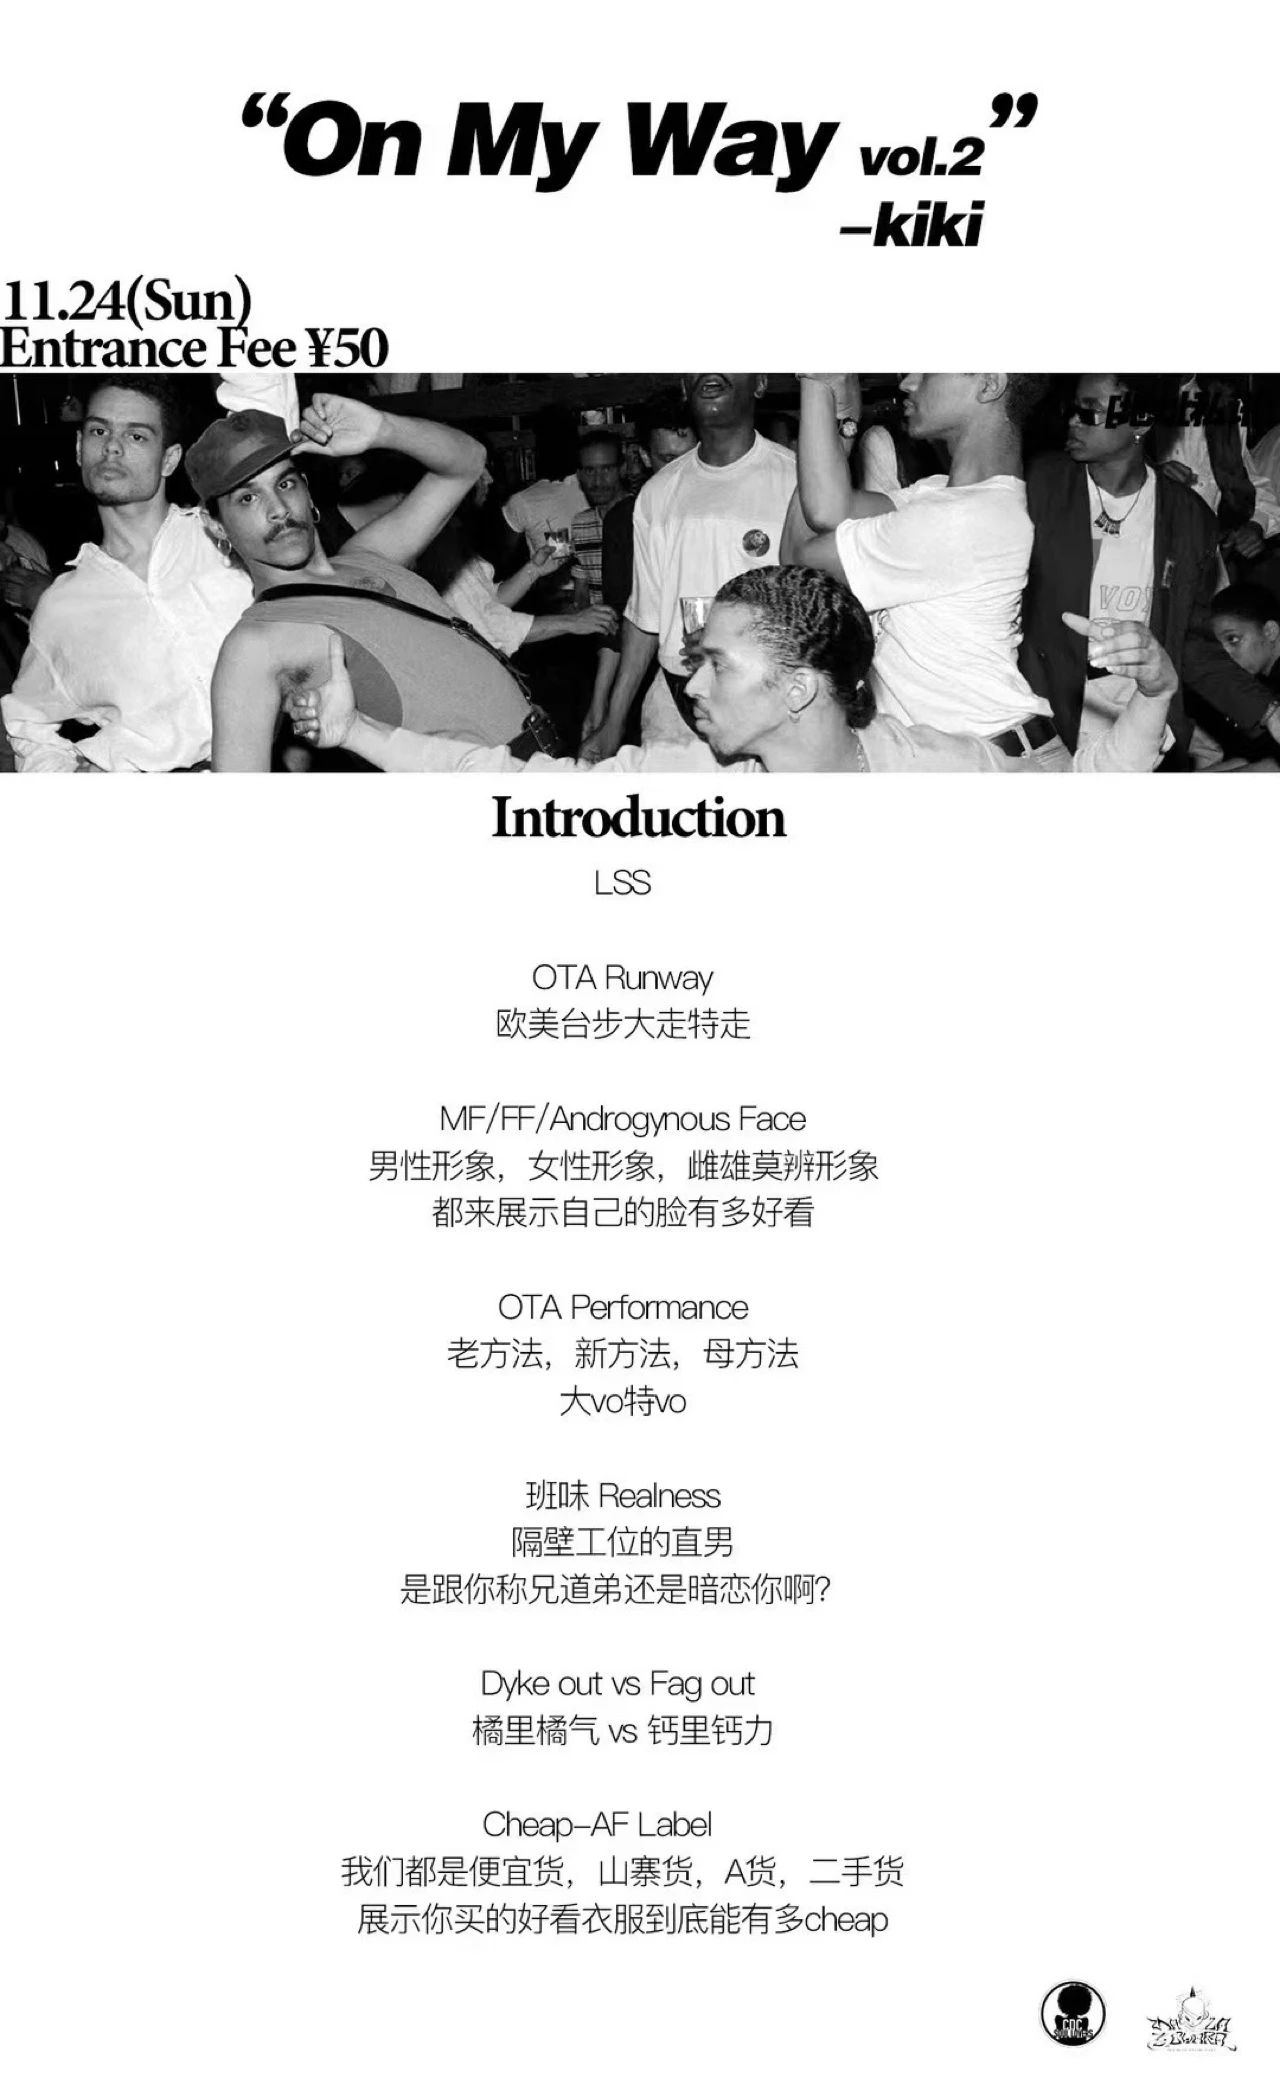 “On My Way vol.2”
–kiki
11.24(Sun)
Entrance Fee ¥50
VO
Introduction
LSS
OTA Runway
欧美台步大走特走
MF/FF/Androgynous Face
男性形象，女性形象，雌雄莫辨形象
都来展示自己的脸有多好看
OTA Performance
老方法，新方法，母方法
大vo特vo
班味 Realness
隔壁工位的直男
是跟你称兄道弟还是暗恋你啊？
Dyke out vs Fag out
橘里橘气 vs 钙里钙力
Cheap–AF Label
我们都是便宜货，山寨货，A货，二手货
展示你买的好看衣服到底能有多cheap
CDC
SOUL LOVERS